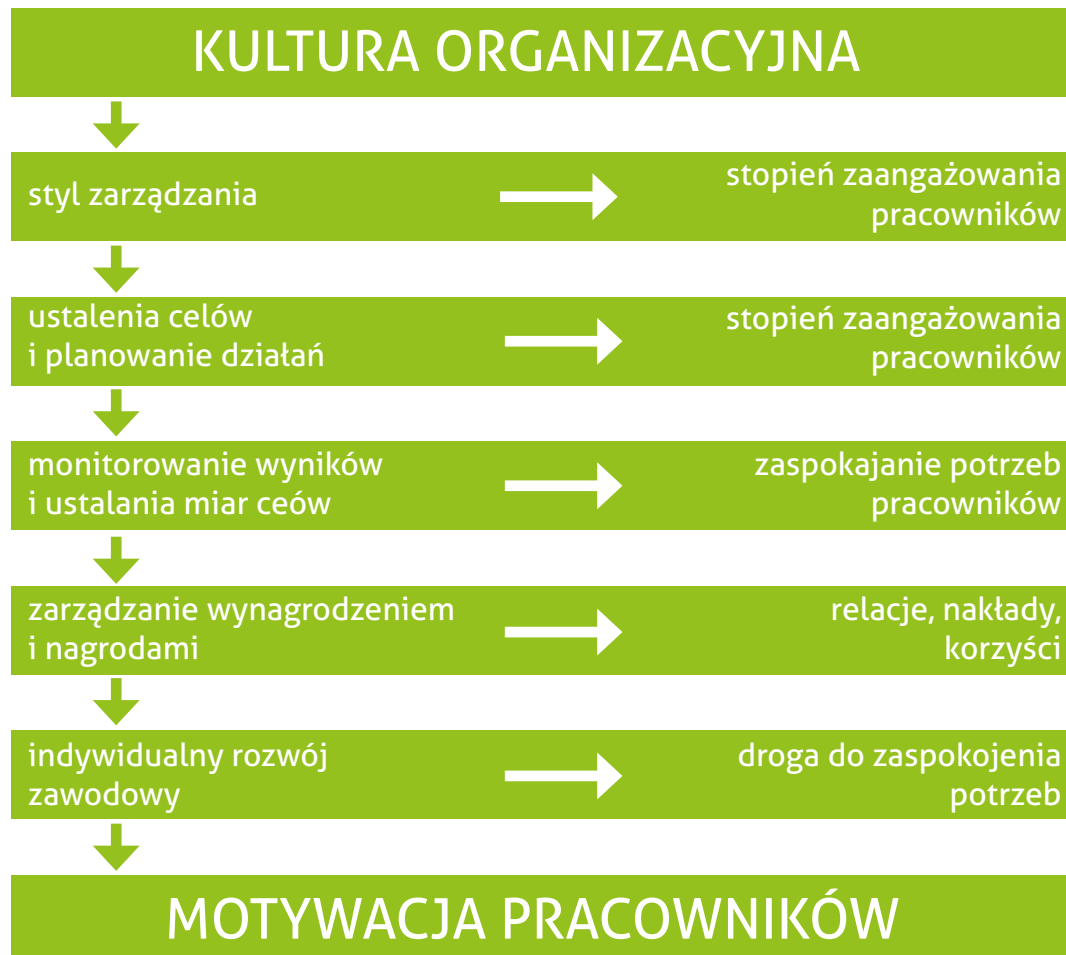 KULTURA ORGANIZACYJNA
styl zarządzania
stopień zaangażowania
pracowników
ustalenia celów
i planowanie działań
stopień zaangażowania
pracowników
monitorowanie wyników
i ustalania miar ceów
zaspokajanie potrzeb
pracowników
zarządzanie wynagrodzeniem
i nagrodami
relacje, nakłady,
korzyści
indywidualny rozwój
zawodowy
droga do zaspokojenia
potrzeb
MOTYWACJA PRACOWNIKÓW